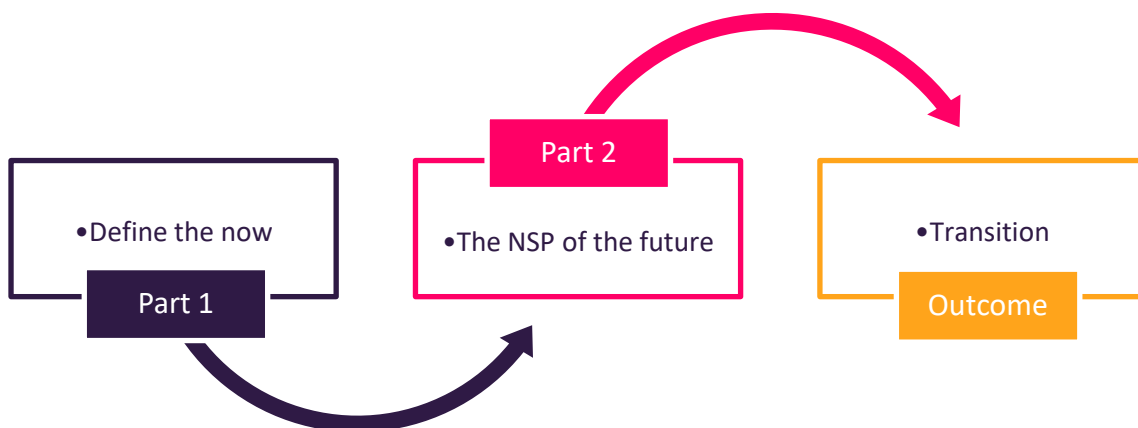 •Define the now
Part 1
Part 2
•The NSP of the future
•Transition
Outcome